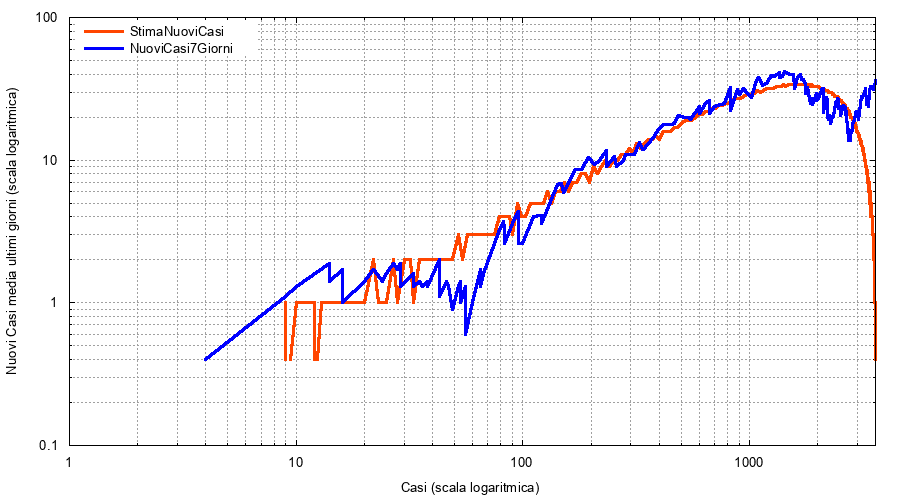 100
StimaNuoviCasi
NuoviCasi7Giorni
10
1
0.1
Nuovi Casi media ultimi giorni (scala logaritmica)
1
10
100
1000
Casi (scala logaritmica)